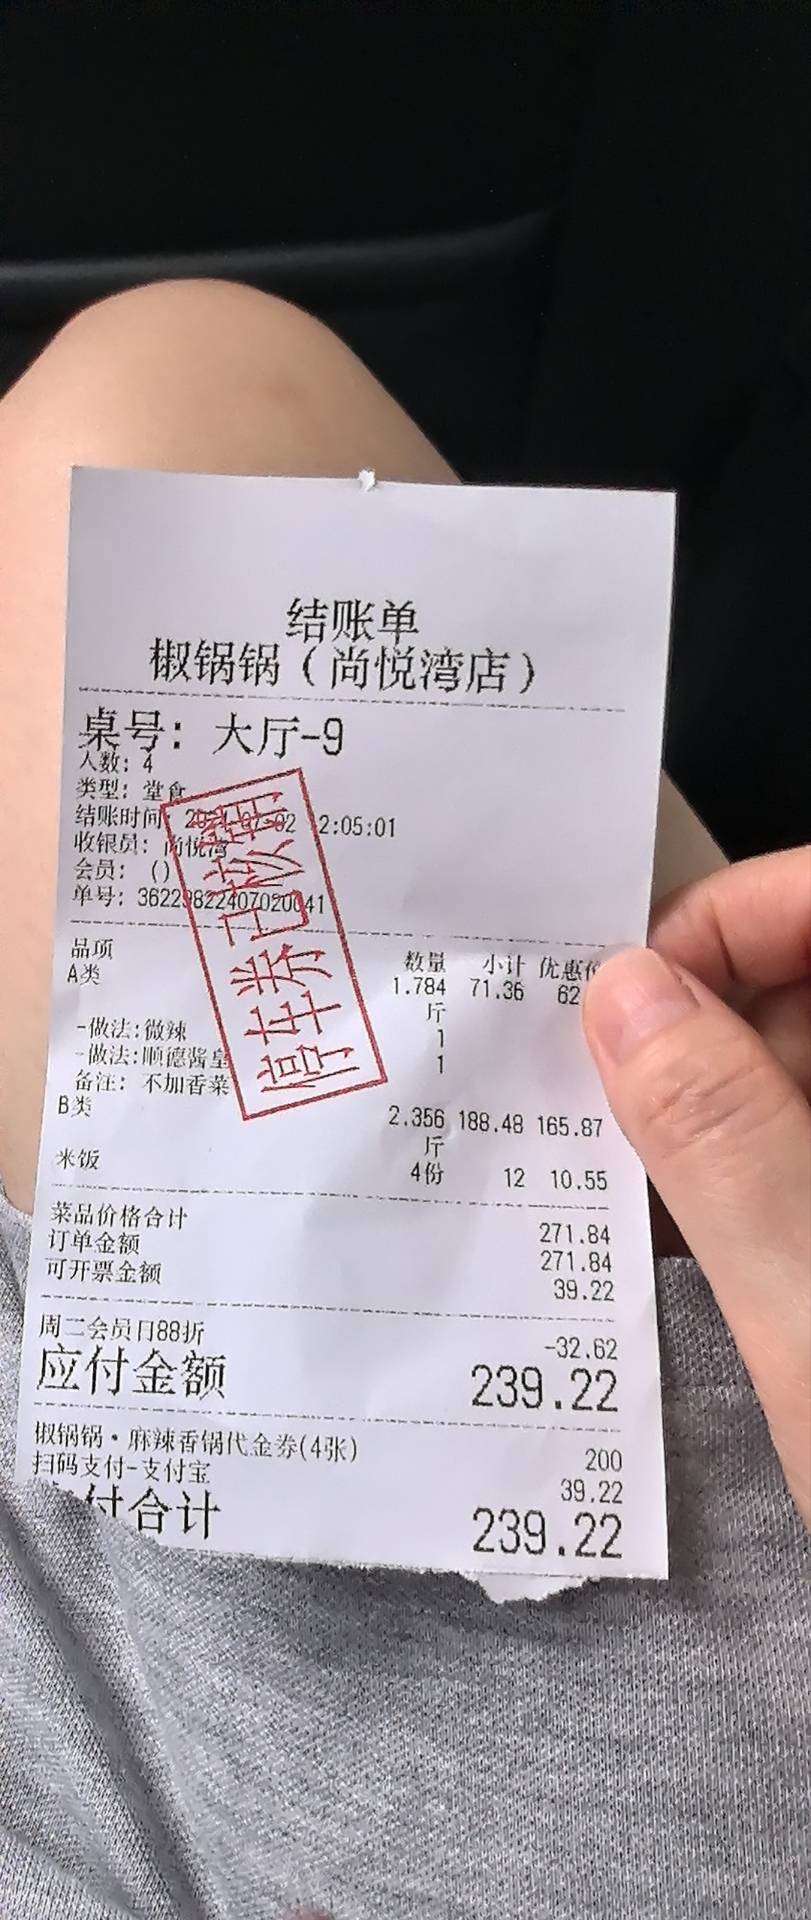 结账单
椒锅锅（尚悦湾店）
桌号：大厅-9
人数：4
类型：堂食
结账时间：2:05:01
收银员：尚悦湾
会员：()
单号：36229822407020041
品项 数量 小计 优惠
A类 1.784 71.36 62
斤
-做法:微辣 1
-做法:顺德酱皇 1
备注：不加香菜
B类 2.356 188.48 165.87
斤
米饭 4份 12 10.55
菜品价格合计 271.84
订单金额 271.84
可开票金额 39.22
周二会员日88折 -32.62
应付金额 239.22
椒锅锅·麻辣香锅代金券(4张) 200
扫码支付-支付宝 39.22
付合计 239.22
停车券已核销